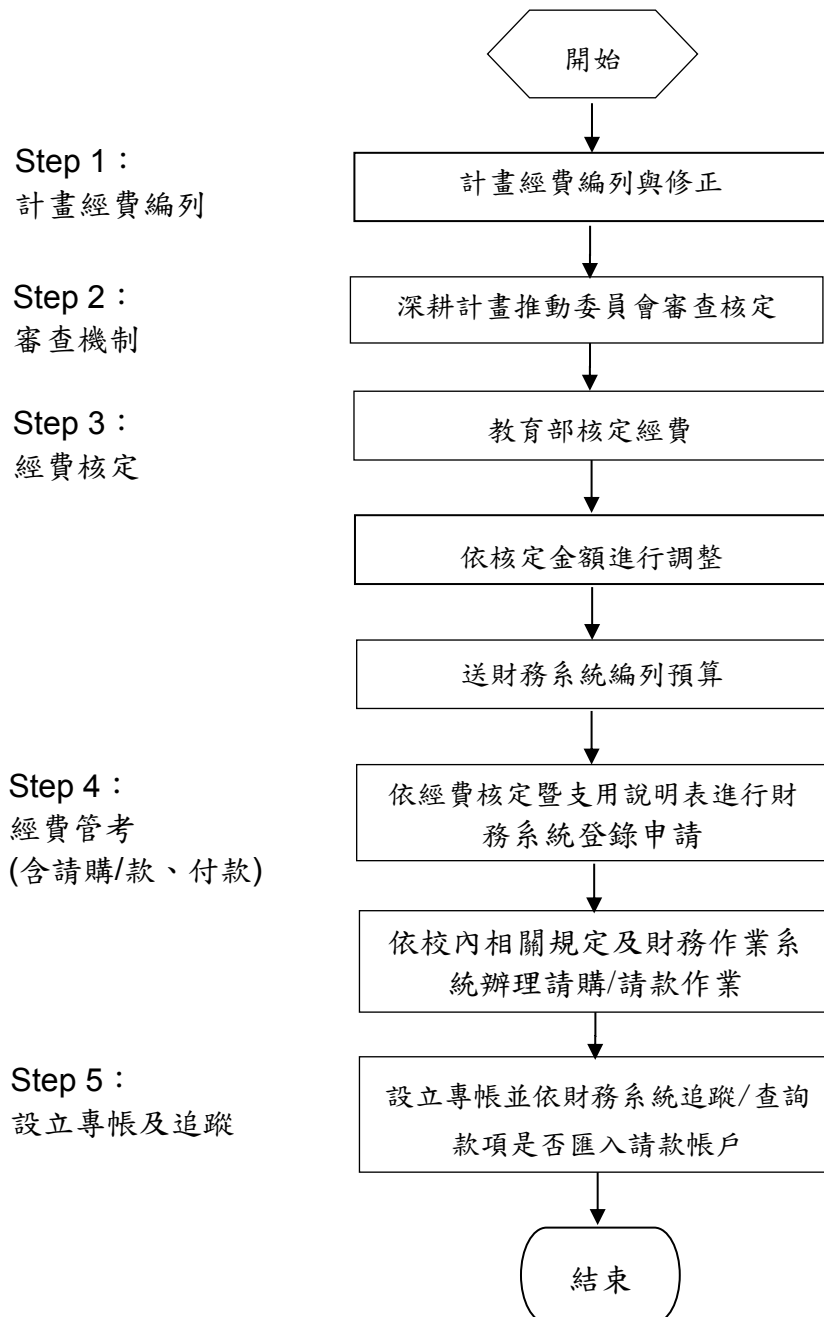 開始
Step 1：
計畫經費編列
計畫經費編列與修正
Step 2：
審查機制
深耕計畫推動委員會審查核定
Step 3：
經費核定
教育部核定經費
依核定金額進行調整
送財務系統編列預算
Step 4：
經費管考
(含請購/款、付款)
依經費核定暨支用說明表進行財
務系統登錄申請
依校內相關規定及財務作業系
統辦理請購/請款作業
Step 5：
設立專帳及追蹤
設立專帳並依財務系統追蹤/查詢
款項是否匯入請款帳戶
結束